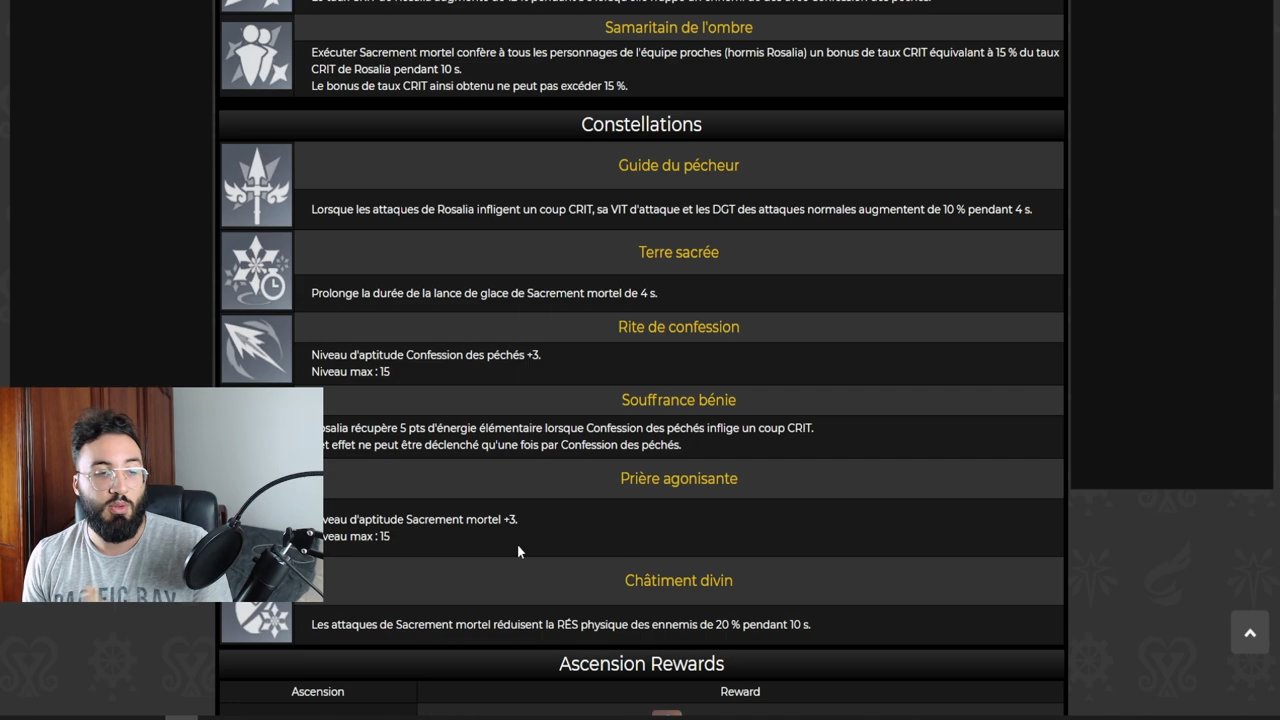 Samaritain de l'ombre
Exécuter Sacrement mortel confère à tous les personnages de l'équipe proches (hormis Rosalia) un bonus de taux CRIT équivalant à 15 % du taux
CRIT de Rosalia pendant 10 s.
Le bonus de taux CRIT ainsi obtenu ne peut pas excéder 15 %.
Constellations
Guide du pécheur
Lorsque les attaques de Rosalia infligent un coup CRIT, sa VIT d'attaque et les DGT des attaques normales augmentent de 10 % pendant 4 s.
Terre sacrée
Prolonge la durée de la lance de glace de Sacrement mortel de 4 s.
Rite de confession
Niveau d'aptitude Confession des péchés +3.
Niveau max : 15
Souffrance bénie
osalia récupère 5 pts d'énergie élémentaire lorsque Confession des péchés inflige un coup CRIT.
et effet ne peut être déclenché qu'une fois par Confession des péchés.
Prière agonisante
veau d'aptitude Sacrement mortel +3.
veau max : 15
Châtiment divin
Les attaques de Sacrement mortel réduisent la RÉS physique des ennemis de 20 % pendant 10 s.
Ascension Rewards
Ascension Reward
PACIFIC BAY